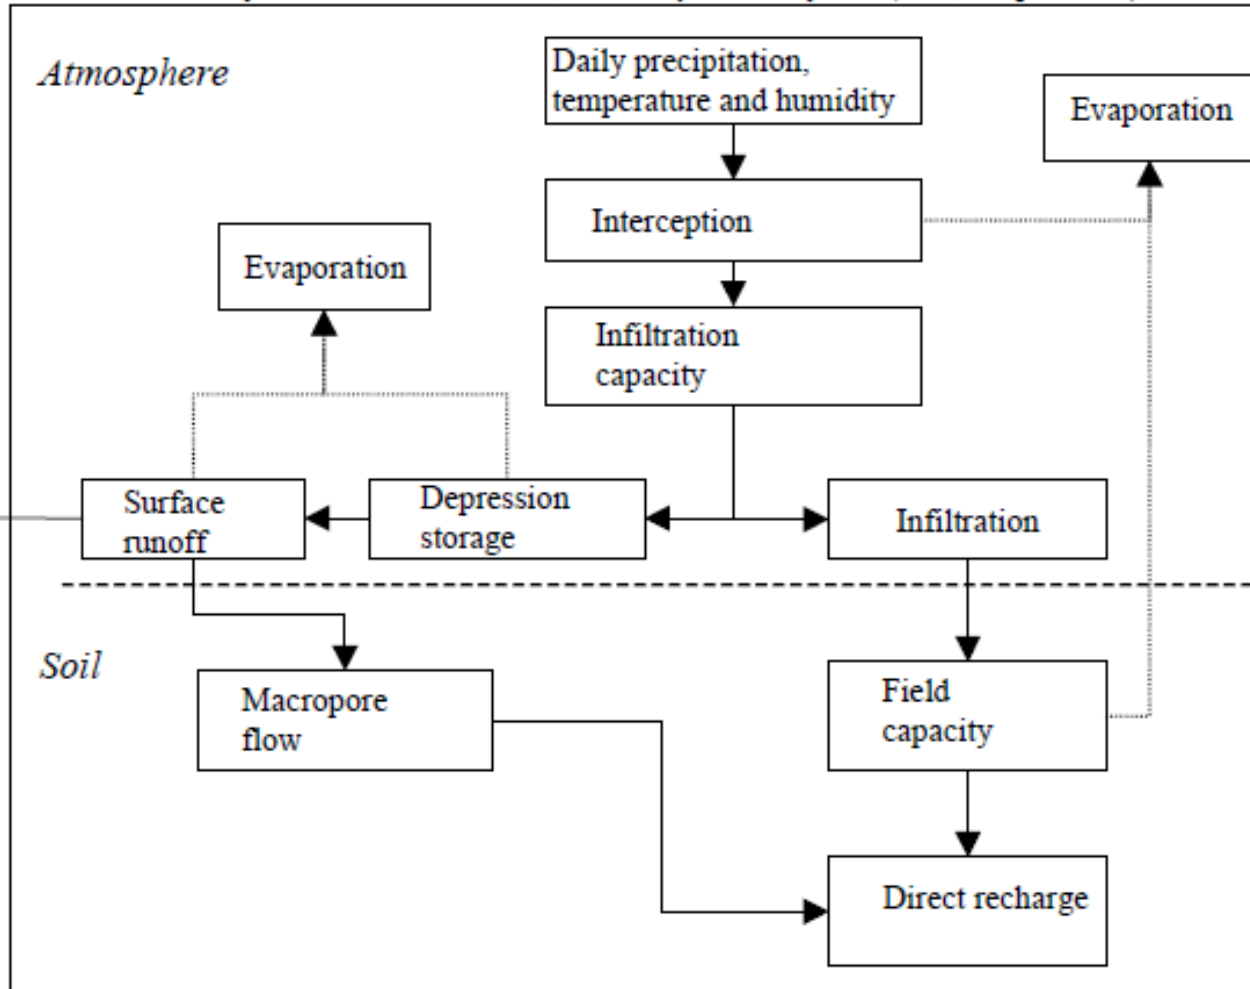 Atmosphere
Daily precipitation,
temperature and humidity
Evaporation
Interception
Evaporation
Infiltration
capacity
Surface
runoff
Depression
storage
Infiltration
Soil
Macropore
flow
Field
capacity
Direct recharge